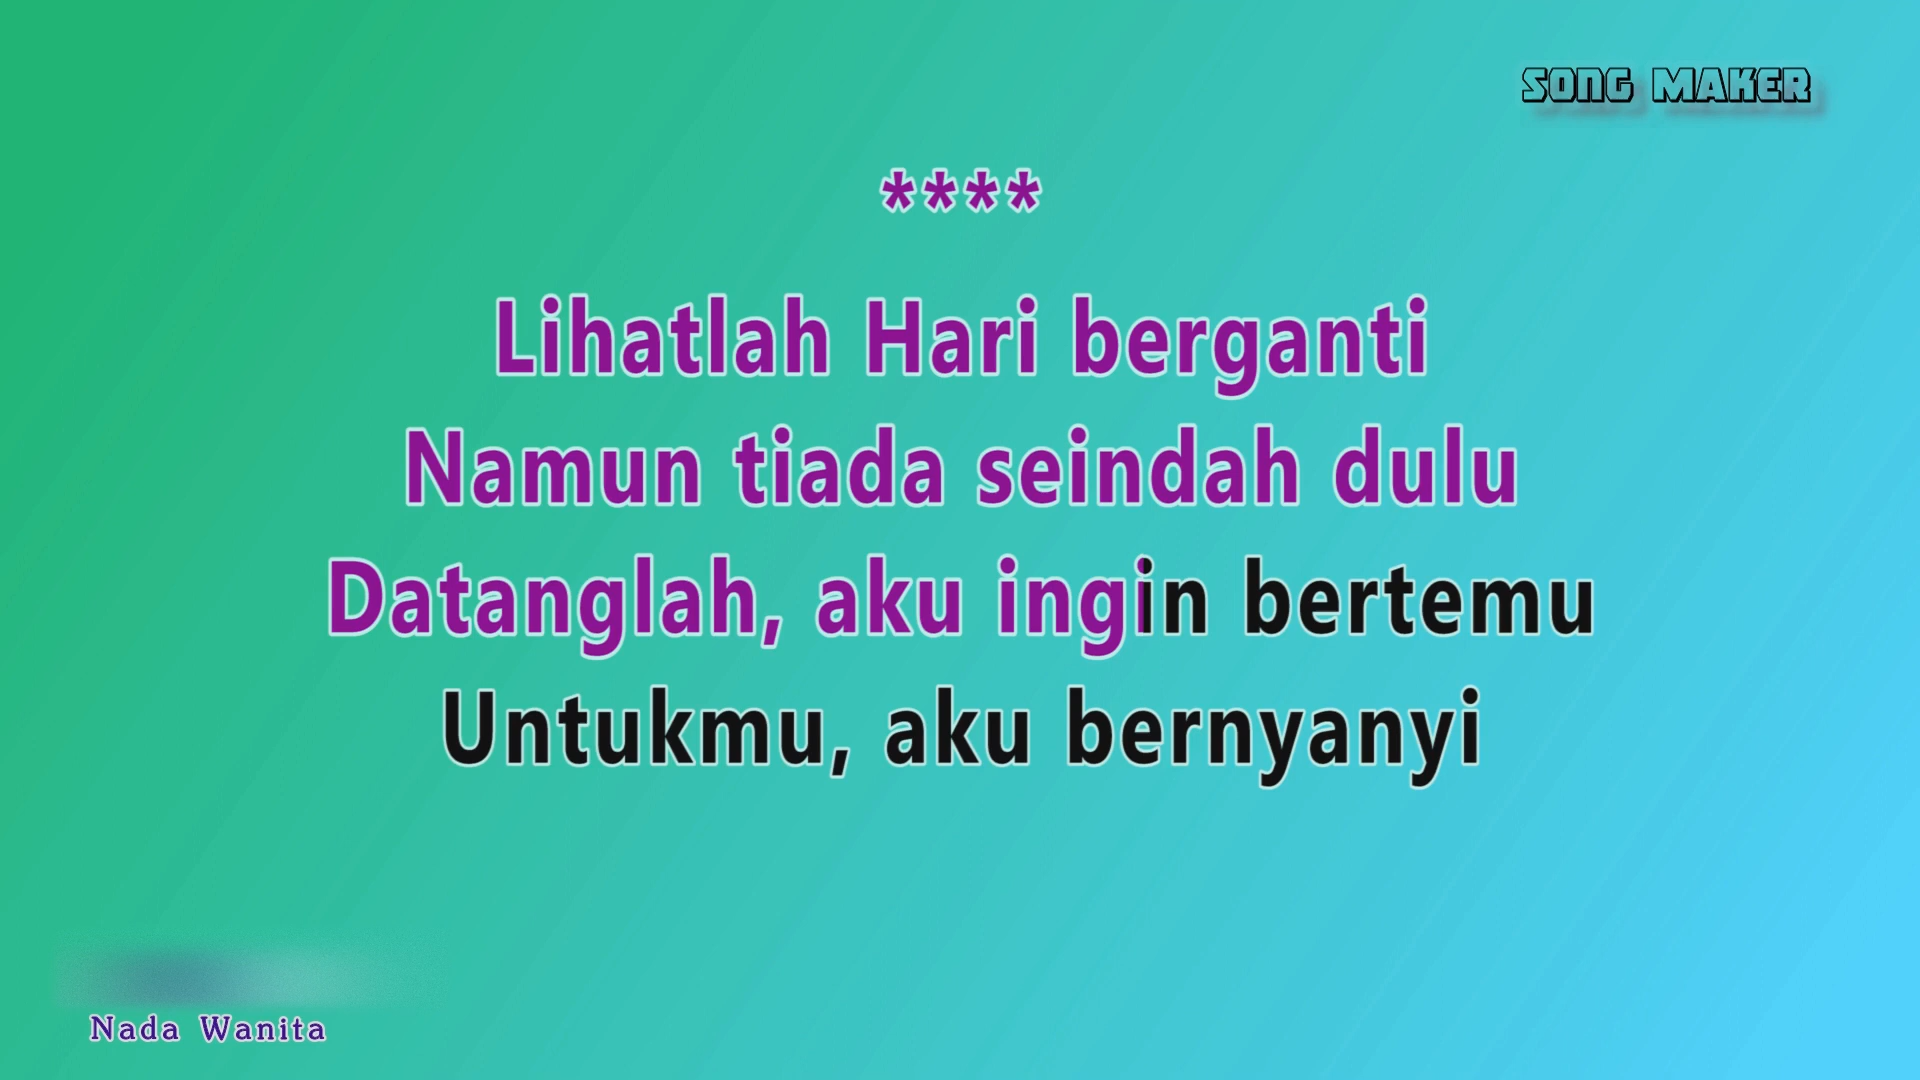 SONG MAKER
****
Lihatlah Hari berganti
Namun tiada seindah dulu
Datanglah, aku ingin bertemu
Untukmu, aku bernyanyi
Nada Wanita